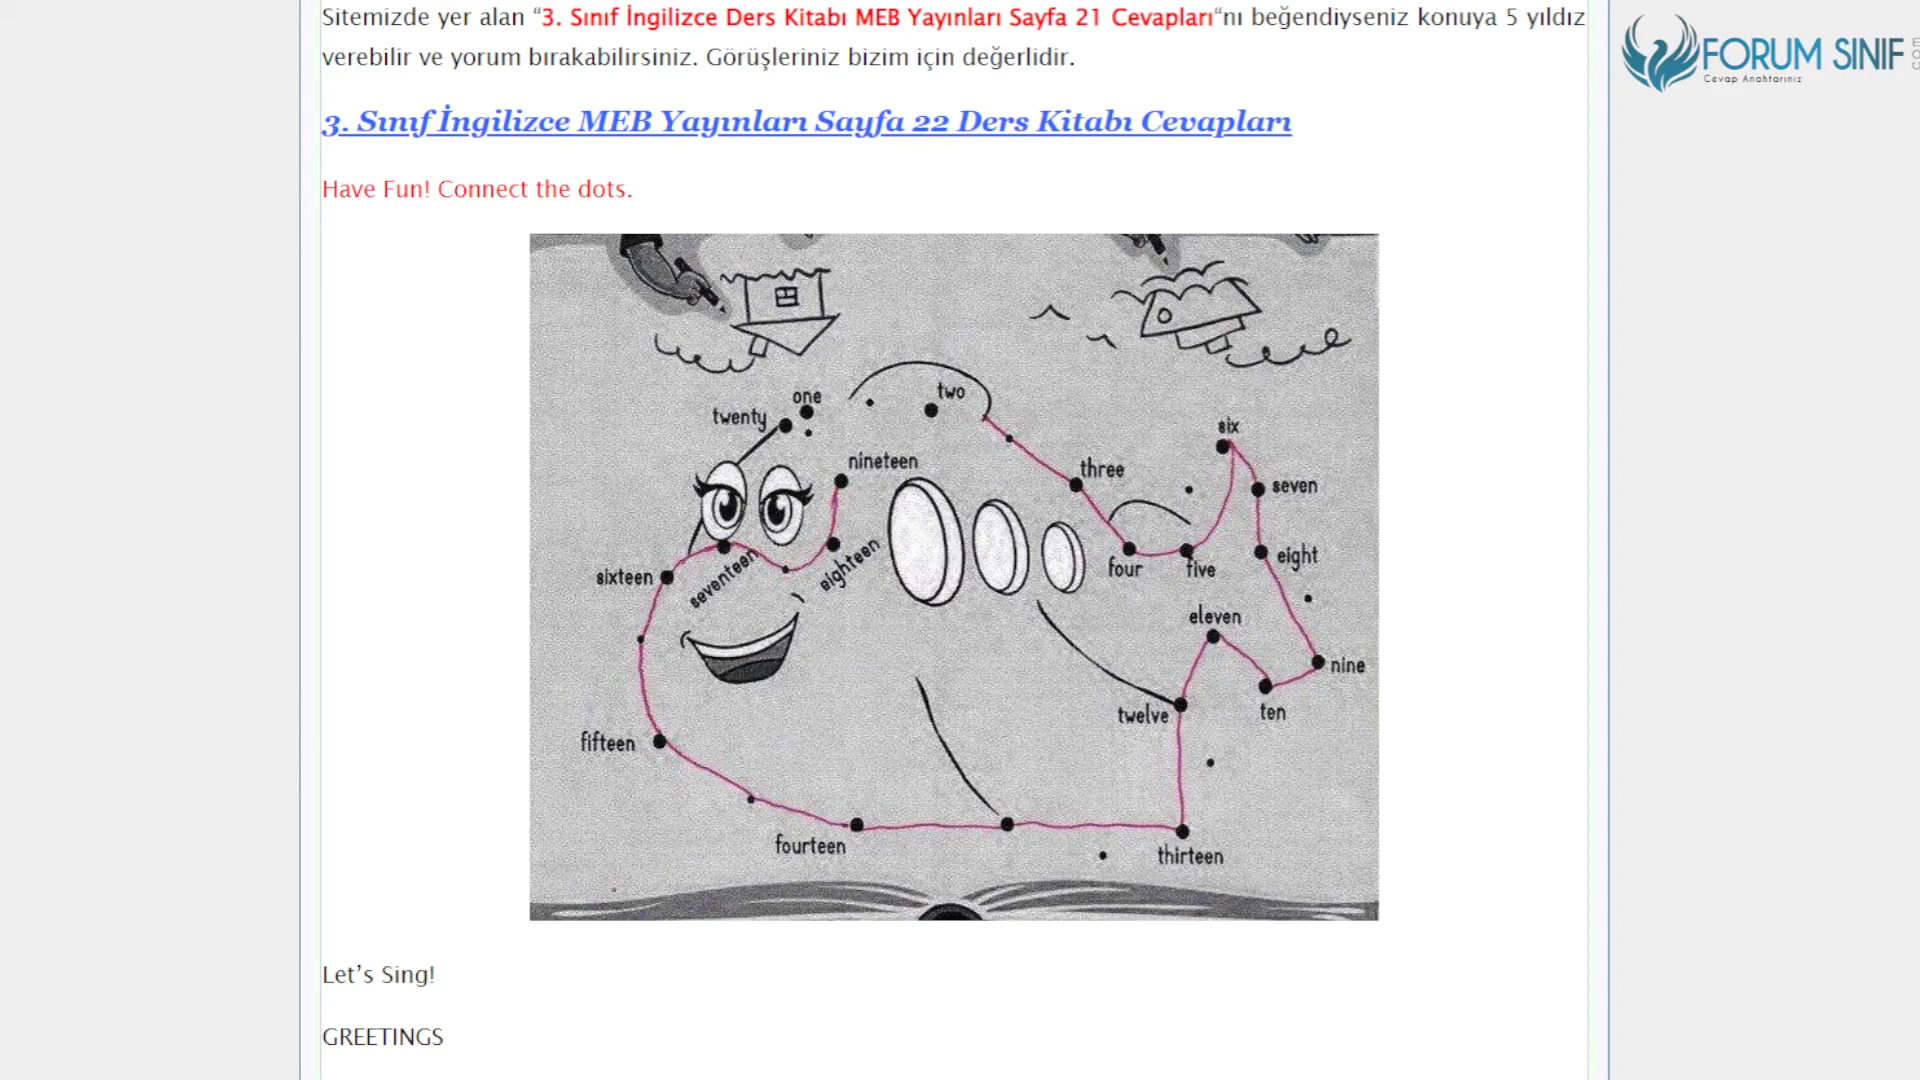 Sitemizde yer alan “3. Sınıf İngilizce Ders Kitabı MEB Yayınları Sayfa 21 Cevapları“nı beğendiyseniz konuya 5 yıldız
verebilir ve yorum bırakabilirsiniz. Görüşleriniz bizim için değerlidir.
FORUM SINIF
.com
Cevap Anahtarınız
3. Sınıf İngilizce MEB Yayınları Sayfa 22 Ders Kitabı Cevapları
Have Fun! Connect the dots.
one
two
twenty
six
nineteen
three
seven
eighteen
eight
four
five
sixteen
seventeen
eleven
nine
ten
twelve
fifteen
fourteen
thirteen
Let’s Sing!
GREETINGS